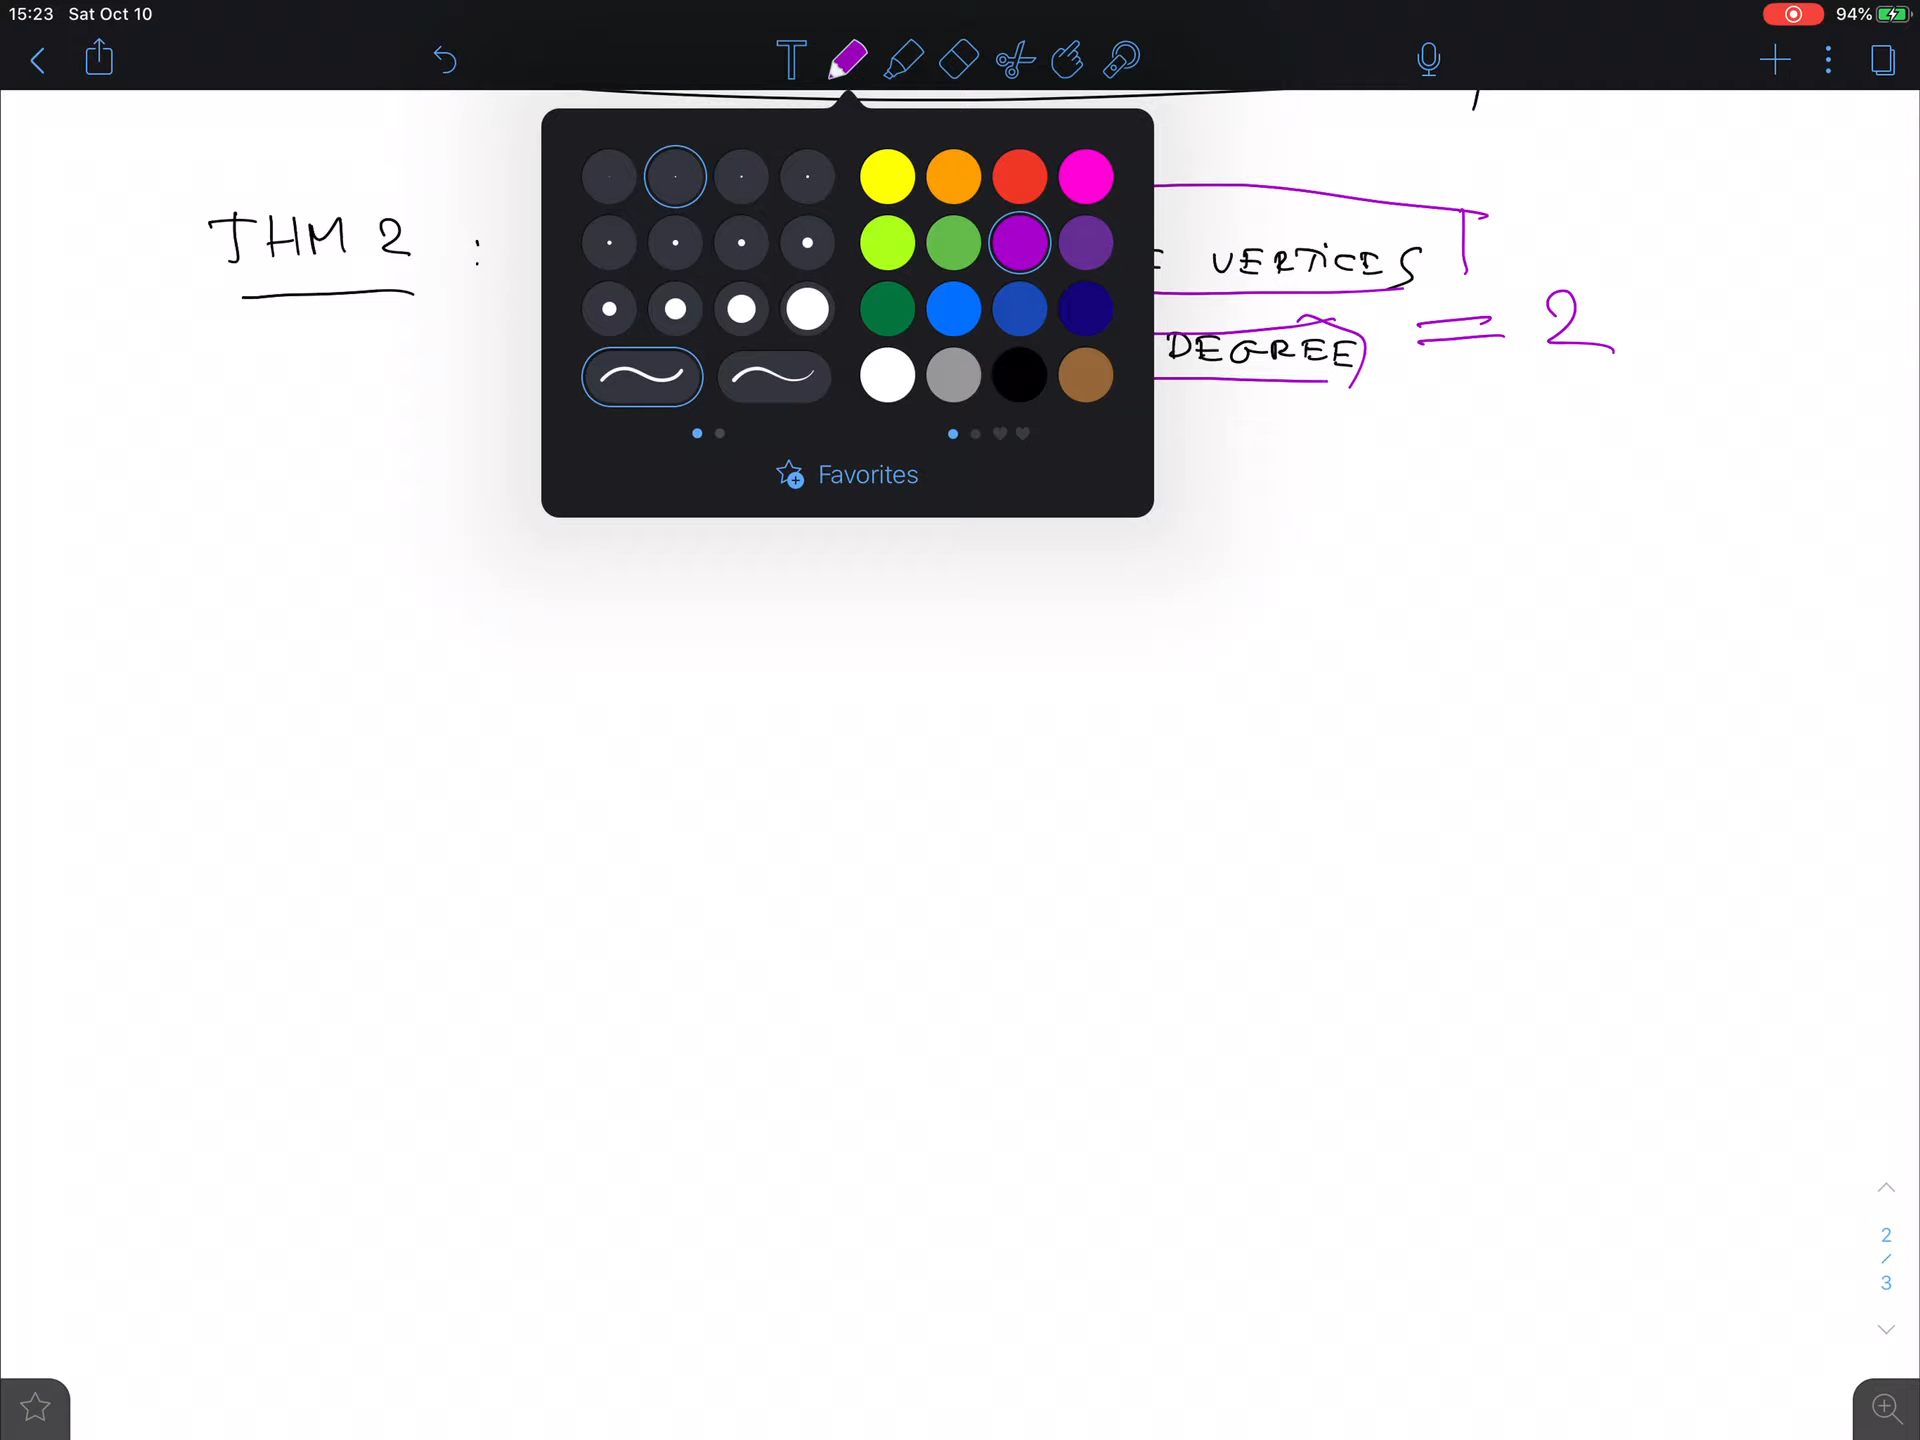 15:23 Sat Oct 10 94%
THM 2 : VERTICES
DEGREE = 2
Favorites
2
/
3